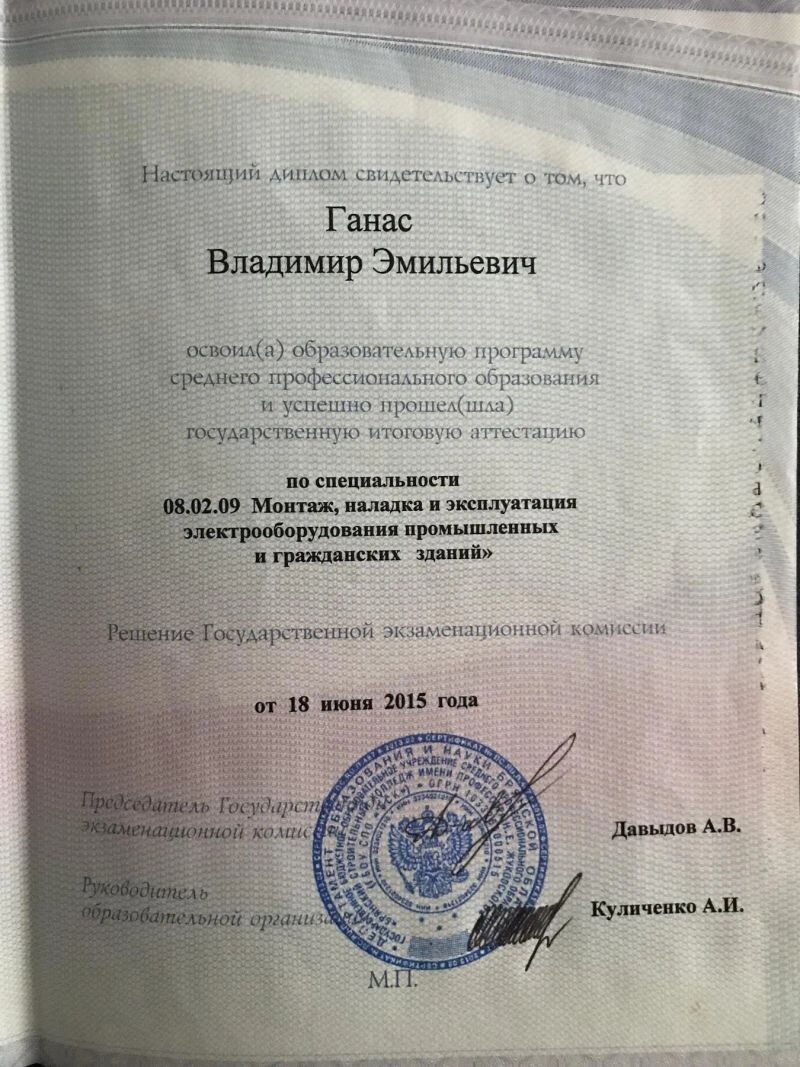 Настоящий диплом свидетельствует о том, что
Ганас
Владимир Эмильевич
освоил(а) образовательную программу
среднего профессионального образования
и успешно прошел(шла)
государственную итоговую аттестацию
по специальности
08.02.09 Монтаж, наладка и эксплуатация
электрооборудования промышленных
и гражданских зданий»
Решение Государственной экзаменационной комиссии
от 18 июня 2015 года
Председатель Государст
экзаменационной комис
Давыдов А.В.
Руководитель
образовательной организа
Куличенко А.И.
М.П.